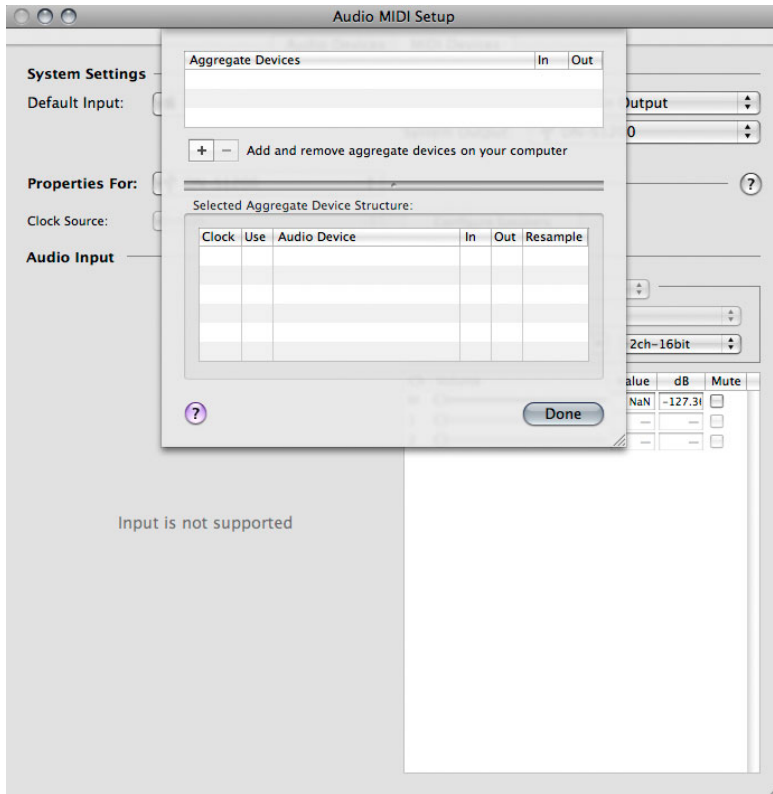 Audio MIDI Setup
Aggregate Devices In Out
+ − Add and remove aggregate devices on your computer
Selected Aggregate Device Structure:
Clock Use Audio Device In Out Resample
?
Done
System Settings
Default Input:
Output
0
Properties For:
?
Clock Source:
Audio Input
2ch-16bit
alue dB Mute
NaN -127.3
— —
— —
Input is not supported